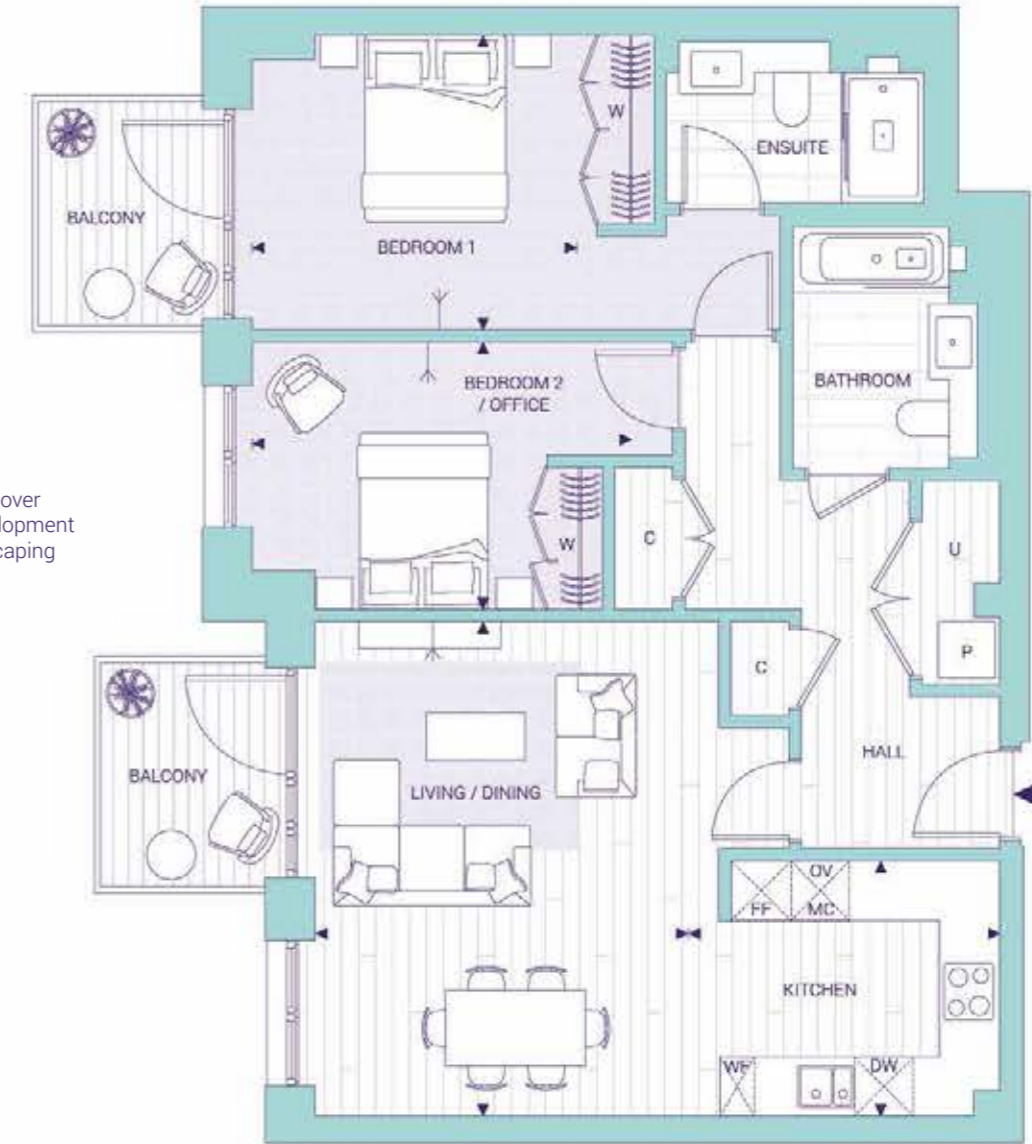 W
ENSUITE
BALCONY
BEDROOM 1
BEDROOM 2
/ OFFICE
BATHROOM
over
lopment
caping
W
C
U
C
P
HALL
BALCONY
LIVING / DINING
OV
FF
MC
KITCHEN
WF
DW